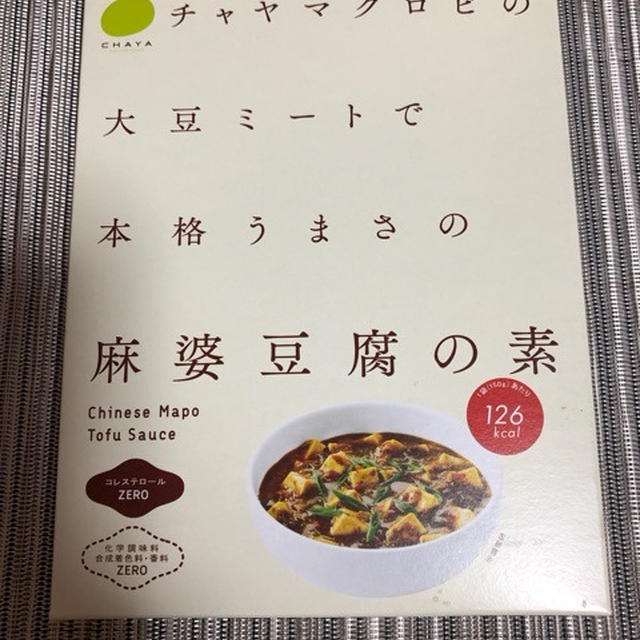 CHAYA
チャヤマクロビの
大豆ミートで
本格うまさの
麻婆豆腐の素
Chinese Mapo
Tofu Sauce
1袋(150g)あたり
126
kcal
コレステロール
ZERO
化学調味料
合成着色料・香料
ZERO